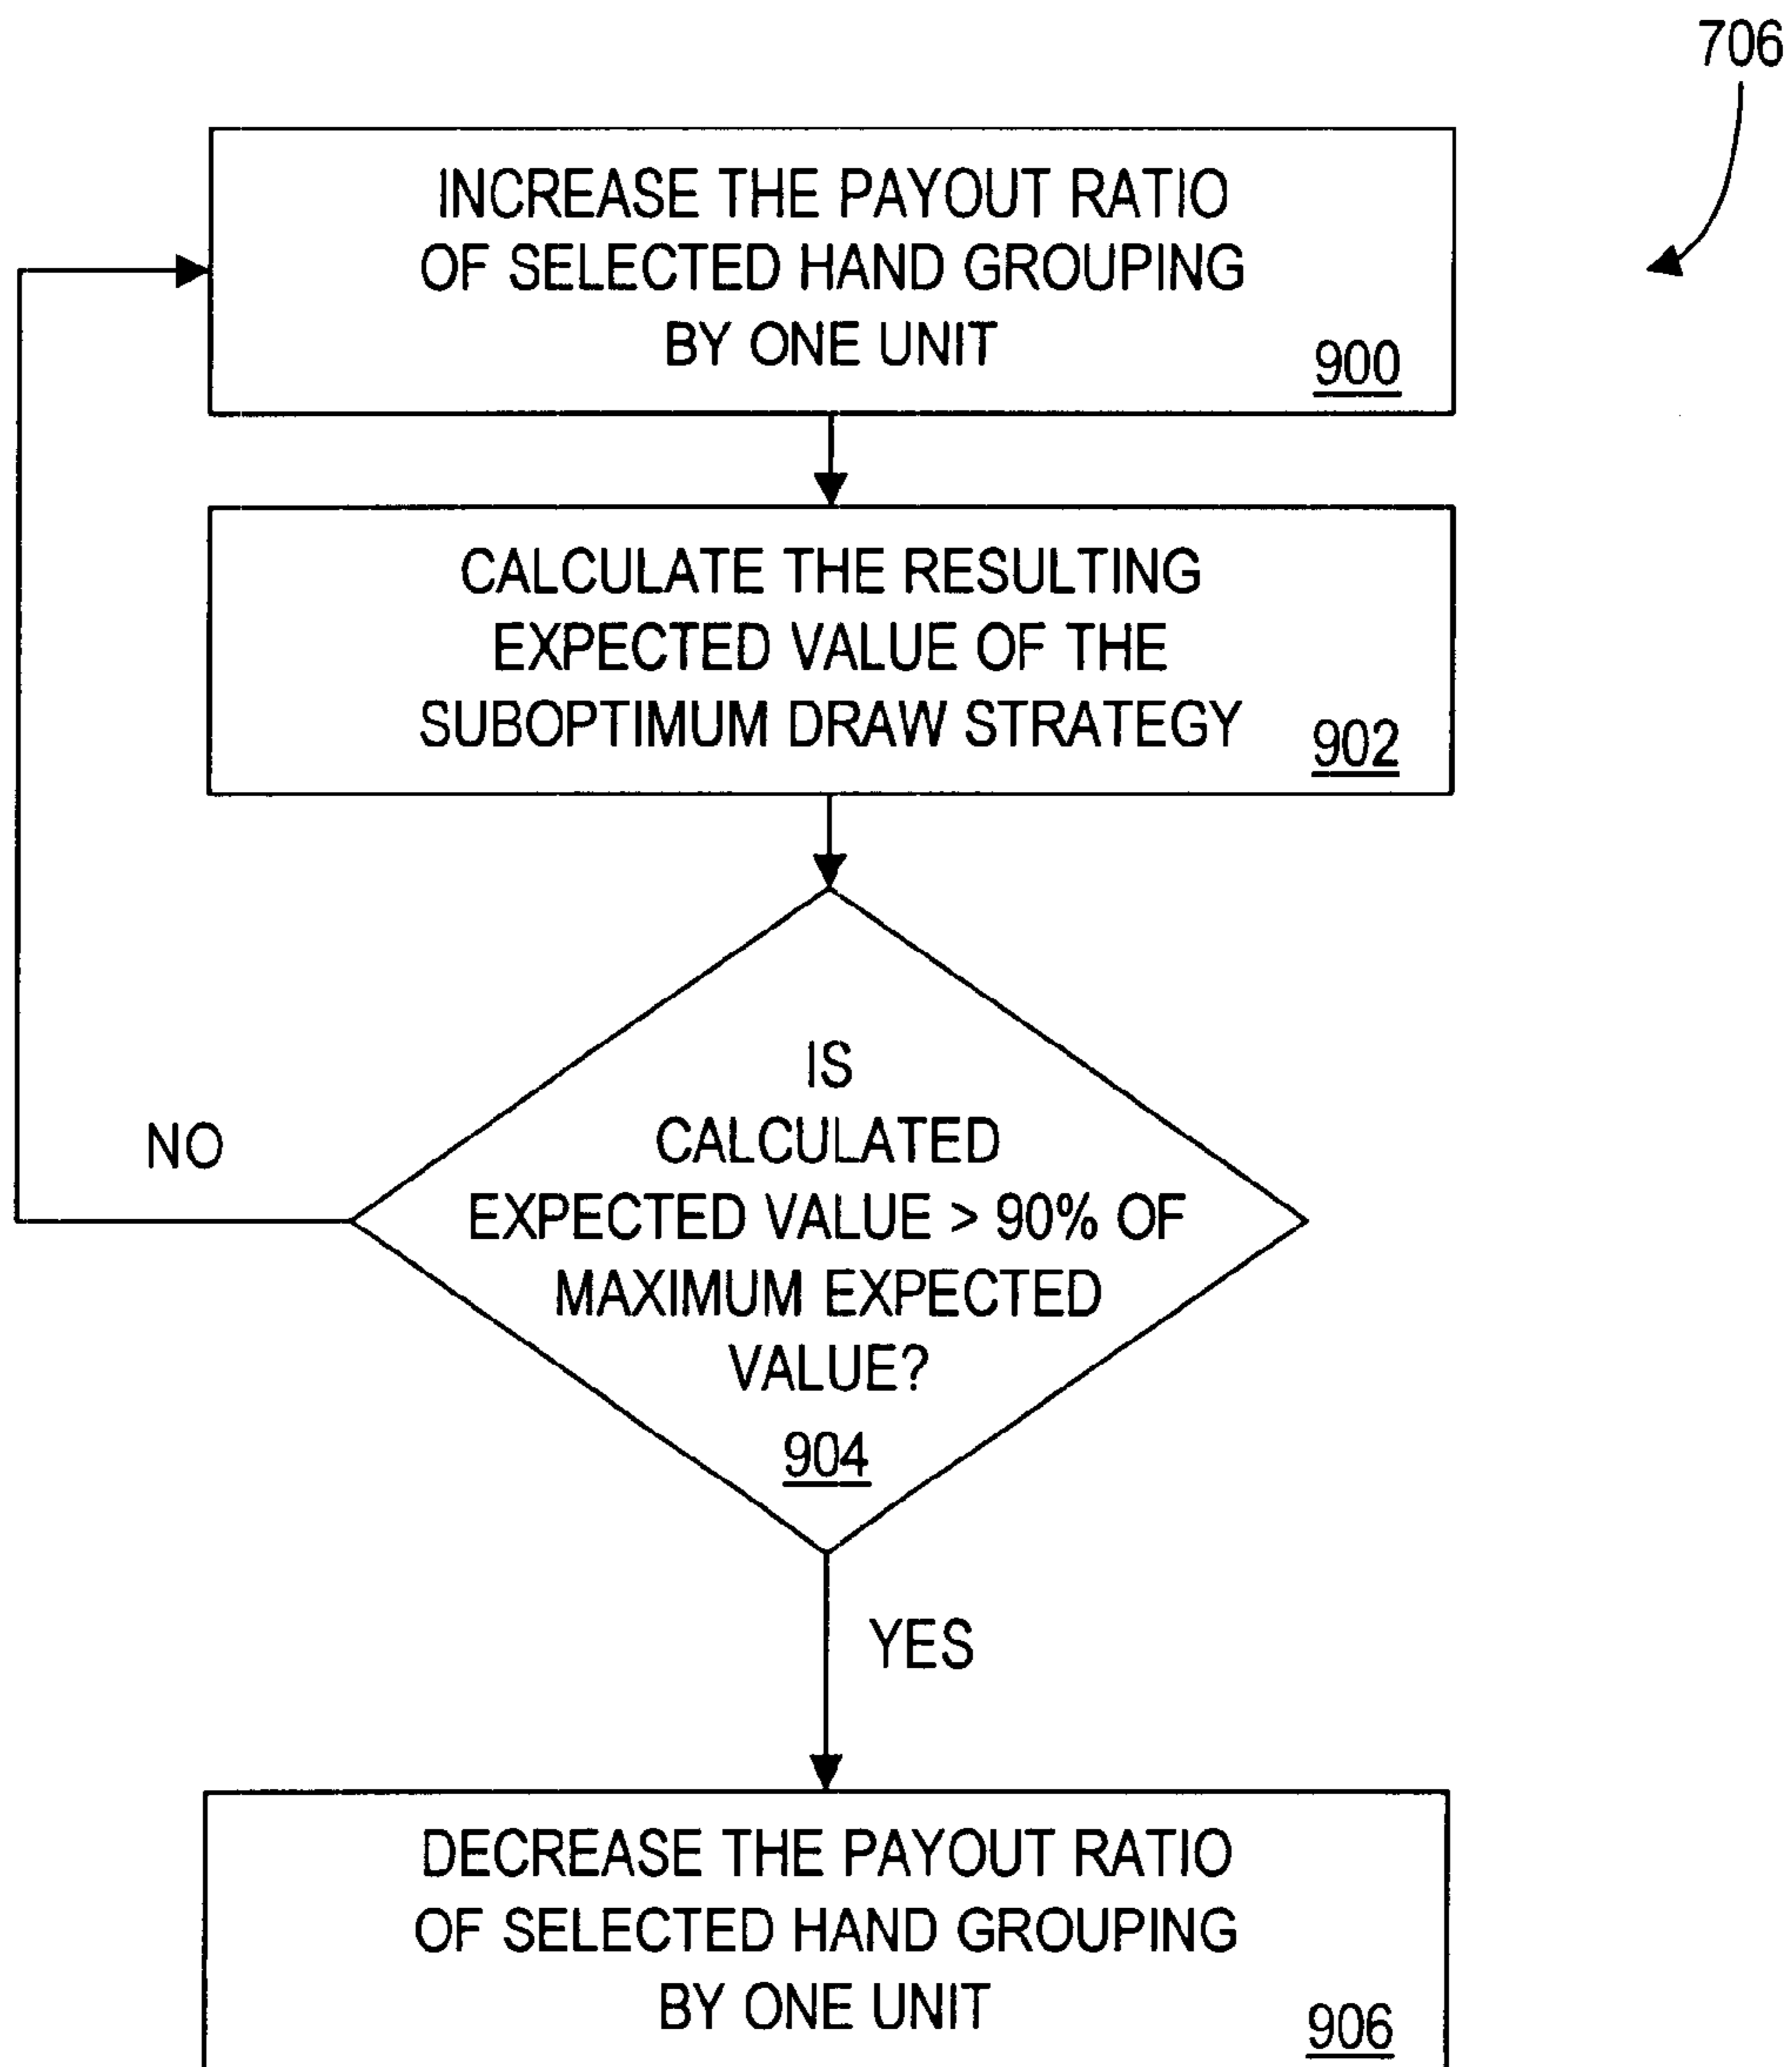 706
INCREASE THE PAYOUT RATIO
OF SELECTED HAND GROUPING
BY ONE UNIT
900
CALCULATE THE RESULTING
EXPECTED VALUE OF THE
SUBOPTIMUM DRAW STRATEGY
902
IS
CALCULATED
EXPECTED VALUE > 90% OF
MAXIMUM EXPECTED
VALUE?
904
NO
YES
DECREASE THE PAYOUT RATIO
OF SELECTED HAND GROUPING
BY ONE UNIT
906